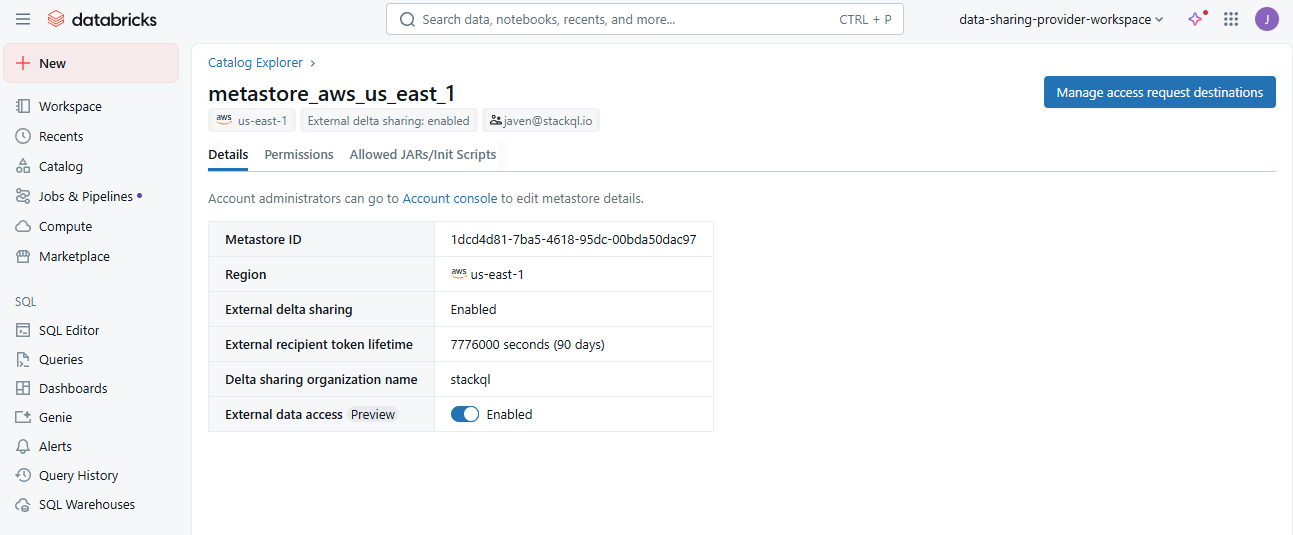 databricks
Search data, notebooks, recents, and more... CTRL + P
data-sharing-provider-workspace
J
New
Workspace
Recents
Catalog
Jobs & Pipelines
Compute
Marketplace
SQL
SQL Editor
Queries
Dashboards
Genie
Alerts
Query History
SQL Warehouses
Catalog Explorer
metastore_aws_us_east_1
Manage access request destinations
aws us-east-1 External delta sharing: enabled javen@stackql.io
Details Permissions Allowed JARs/Init Scripts
Account administrators can go to Account console to edit metastore details.
Metastore ID 1dcd4d81-7ba5-4618-95dc-00bda50dac97
Region aws us-east-1
External delta sharing Enabled
External recipient token lifetime 7776000 seconds (90 days)
Delta sharing organization name stackql
External data access Preview Enabled